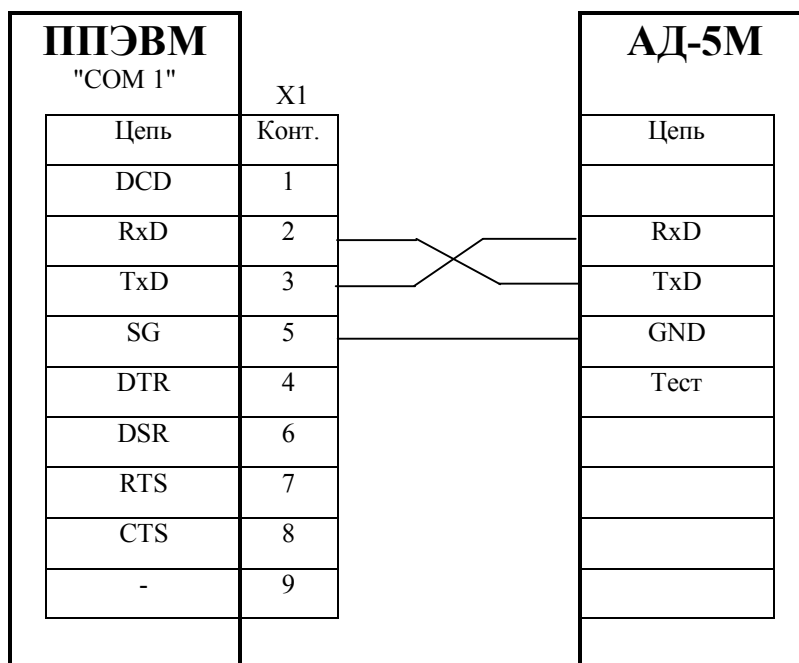 ППЭВМ АД-5М
"COM 1"
X1
Цепь Конт. Цепь
DCD 1
RxD 2 RxD
TxD 3 TxD
SG 5 GND
DTR 4 Тест
DSR 6
RTS 7
CTS 8
- 9